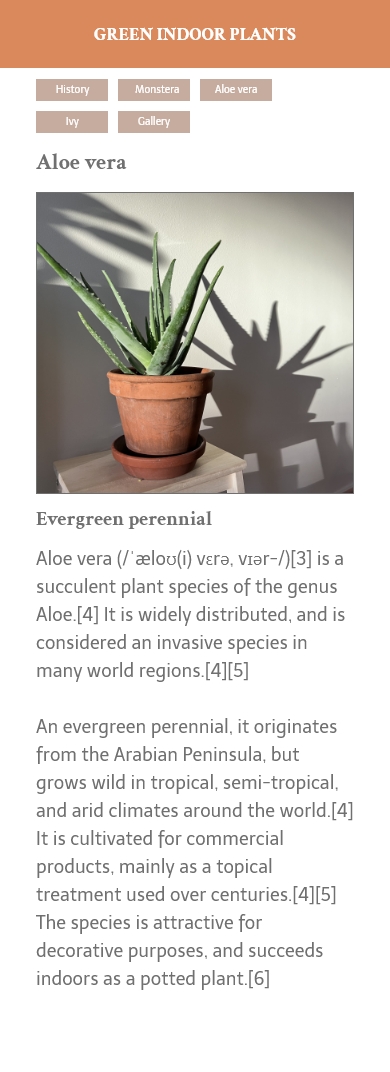 GREEN INDOOR PLANTS
History Monstera Aloe vera
Ivy Gallery
Aloe vera
Evergreen perennial
Aloe vera (/ˈæloʊ(i) vɛrə, vɪər-/)[3] is a
succulent plant species of the genus
Aloe.[4] It is widely distributed, and is
considered an invasive species in
many world regions.[4][5]
An evergreen perennial, it originates
from the Arabian Peninsula, but
grows wild in tropical, semi-tropical,
and arid climates around the world.[4]
It is cultivated for commercial
products, mainly as a topical
treatment used over centuries.[4][5]
The species is attractive for
decorative purposes, and succeeds
indoors as a potted plant.[6]